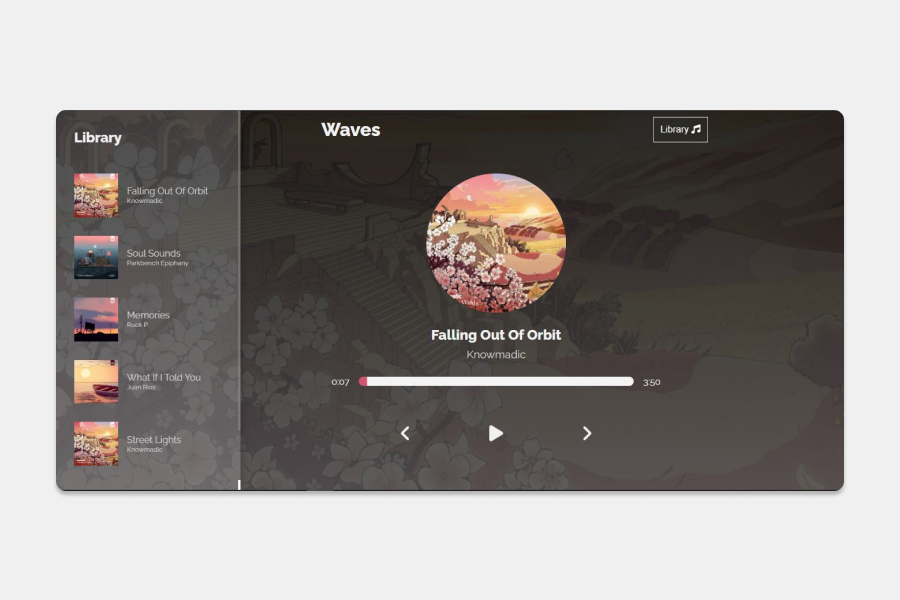 Library
Falling Out Of Orbit
Knowmadic
Soul Sounds
Parkbench Epiphany
Memories
Ruck P
What If I Told You
Juan Rios
Street Lights
Knowmadic
Waves
Library
Falling Out Of Orbit
Knowmadic
0:07
3:50